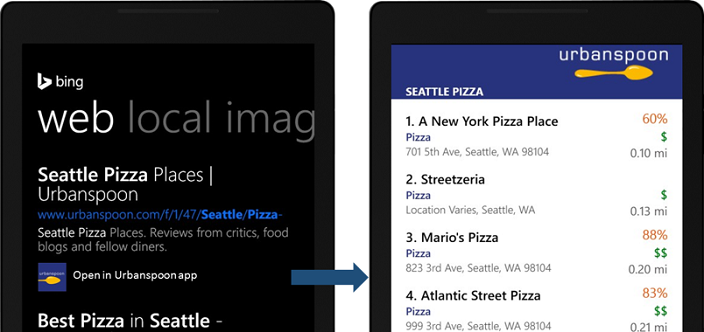 bing
web local imag
Seattle Pizza Places |
Urbanspoon
www.urbanspoon.com/f/1/47/Seattle/Pizza-
Seattle Pizza Places. Reviews from critics, food
blogs and fellow diners.
urbanspoon
Open in Urbanspoon app
Best Pizza in Seattle -
urbanspoon
SEATTLE PIZZA
1. A New York Pizza Place 60%
Pizza $
701 5th Ave, Seattle, WA 98104 0.10 mi
2. Streetzeria
Pizza $
Location Varies, Seattle, WA 0.13 mi
3. Mario's Pizza 88%
Pizza $$
823 3rd Ave, Seattle, WA 98104 0.20 mi
4. Atlantic Street Pizza 83%
Pizza $$
999 3rd Ave, Seattle, WA 98104 0.21 mi